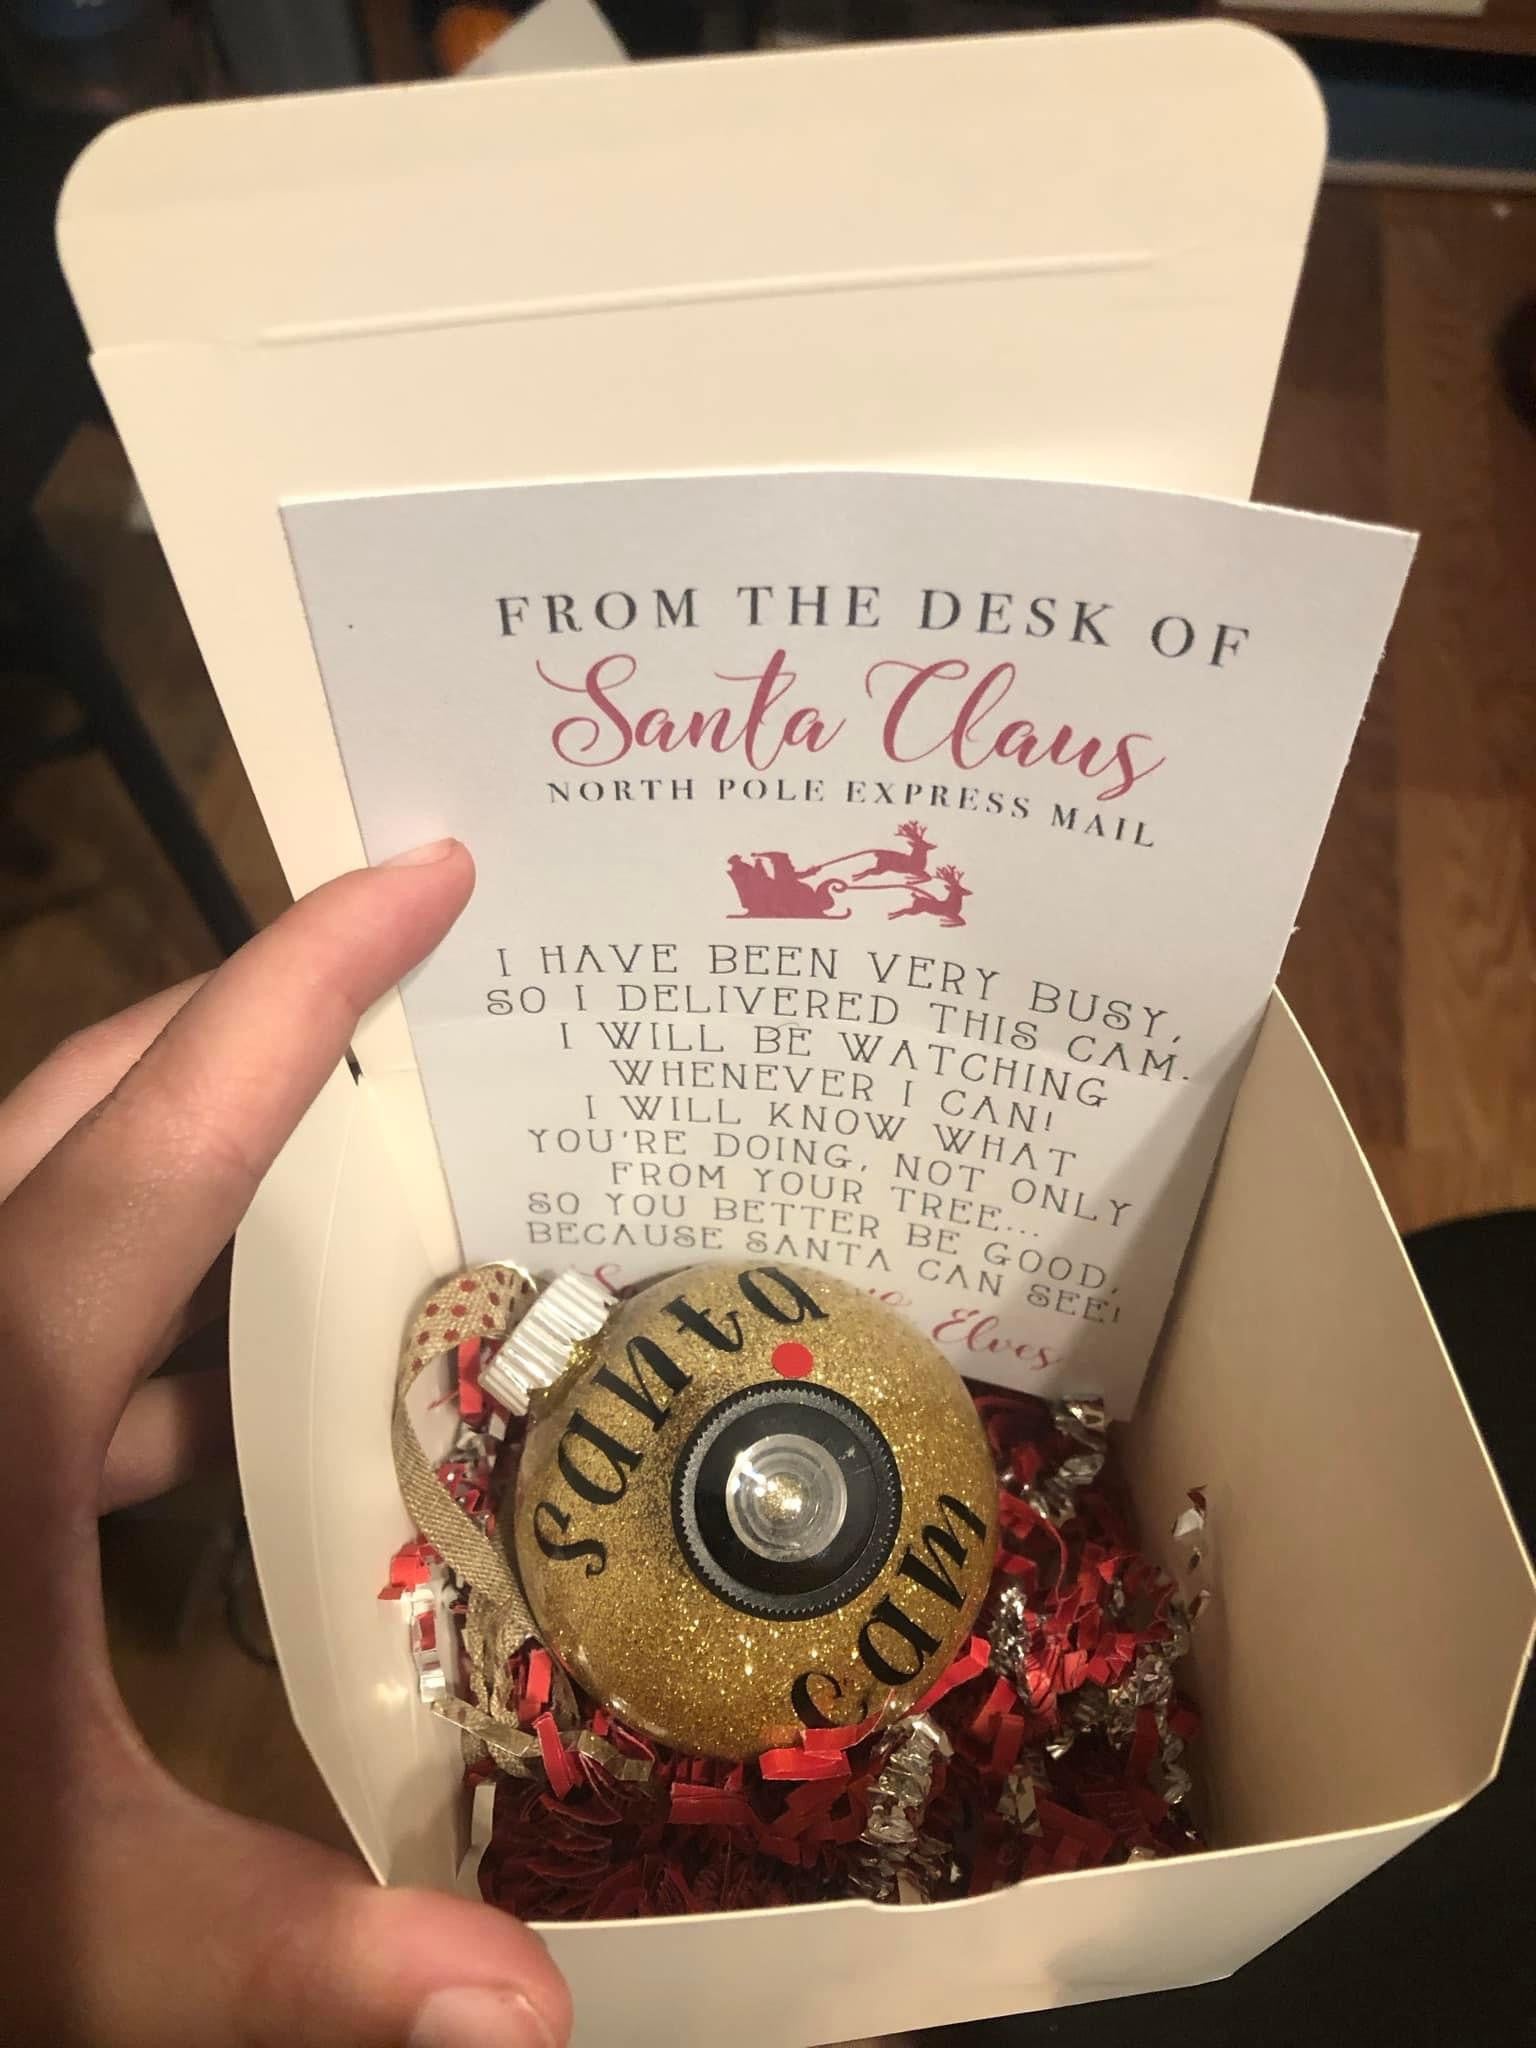 FROM THE DESK OF
Santa Claus
NORTH POLE EXPRESS MAIL
I HAVE BEEN VERY BUSY,
SO I DELIVERED THIS CAM.
I WILL BE WATCHING
WHENEVER I CAN!
I WILL KNOW WHAT
YOU'RE DOING, NOT ONLY
FROM YOUR TREE...
SO YOU BETTER BE GOOD,
BECAUSE SANTA CAN SEE!
Elves
santa
cam